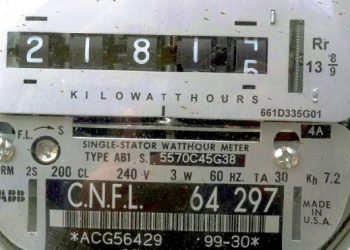 2 1 8 1
Rr
13 8/9
KILOWATTHOURS
661D335G01
F.L. S
4A
SINGLE-STATOR WATTHOUR METER
TYPE AB1, S. 5570C45G38
2S 200 CL 240 V 3 W 60 HZ. TA 30 Kh 7.2
ABB
C.N.F.L. 64 297
MADE IN U.S.A.
*ACG56429 99-30*